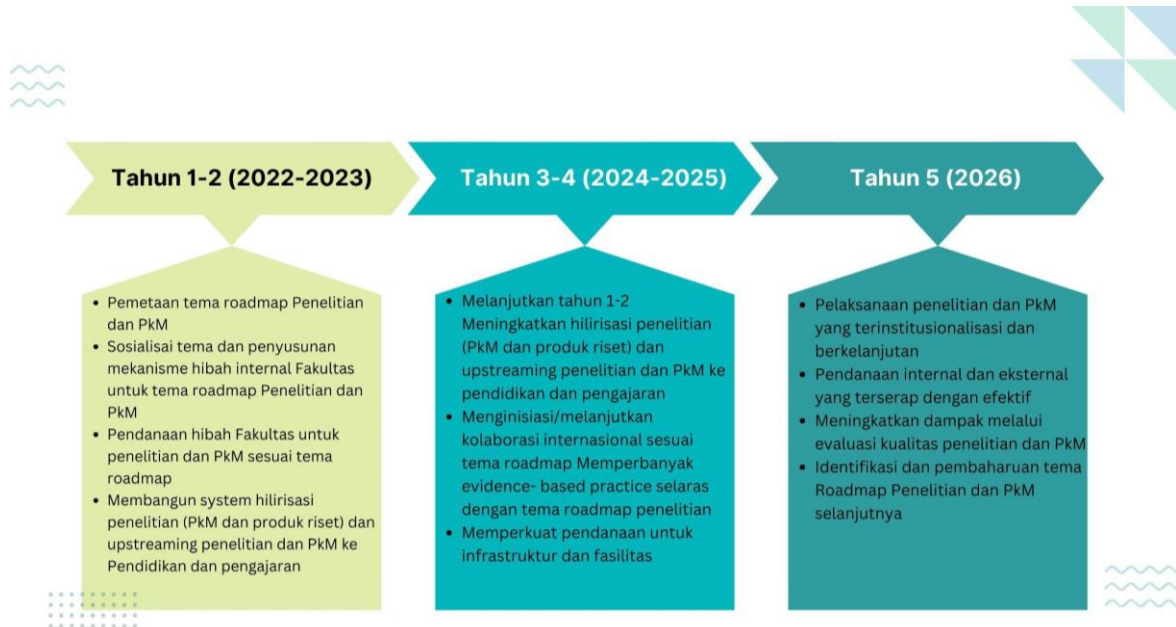 Tahun 1-2 (2022-2023)
• Pemetaan tema roadmap Penelitian
dan PkM
• Sosialisai tema dan penyusunan
mekanisme hibah internal Fakultas
untuk tema roadmap Penelitian dan
PkM
• Pendanaan hibah Fakultas untuk
penelitian dan PkM sesuai tema
roadmap
• Membangun system hilirisasi
penelitian (PkM dan produk riset) dan
upstreaming penelitian dan PkM ke
Pendidikan dan pengajaran
Tahun 3-4 (2024-2025)
• Melanjutkan tahun 1-2
Meningkatkan hilirisasi penelitian
(PkM dan produk riset) dan
upstreaming penelitian dan PkM ke
pendidikan dan pengajaran
• Menginisiasi/melanjutkan
kolaborasi internasional sesuai
tema roadmap Memperbanyak
evidence- based practice selaras
dengan tema roadmap penelitian
• Memperkuat pendanaan untuk
infrastruktur dan fasilitas
Tahun 5 (2026)
• Pelaksanaan penelitian dan PkM
yang terinstitusionalisasi dan
berkelanjutan
• Pendanaan internal dan eksternal
yang terserap dengan efektif
• Meningkatkan dampak melalui
evaluasi kualitas penelitian dan PkM
• Identifikasi dan pembaharuan tema
Roadmap Penelitian dan PkM
selanjutnya